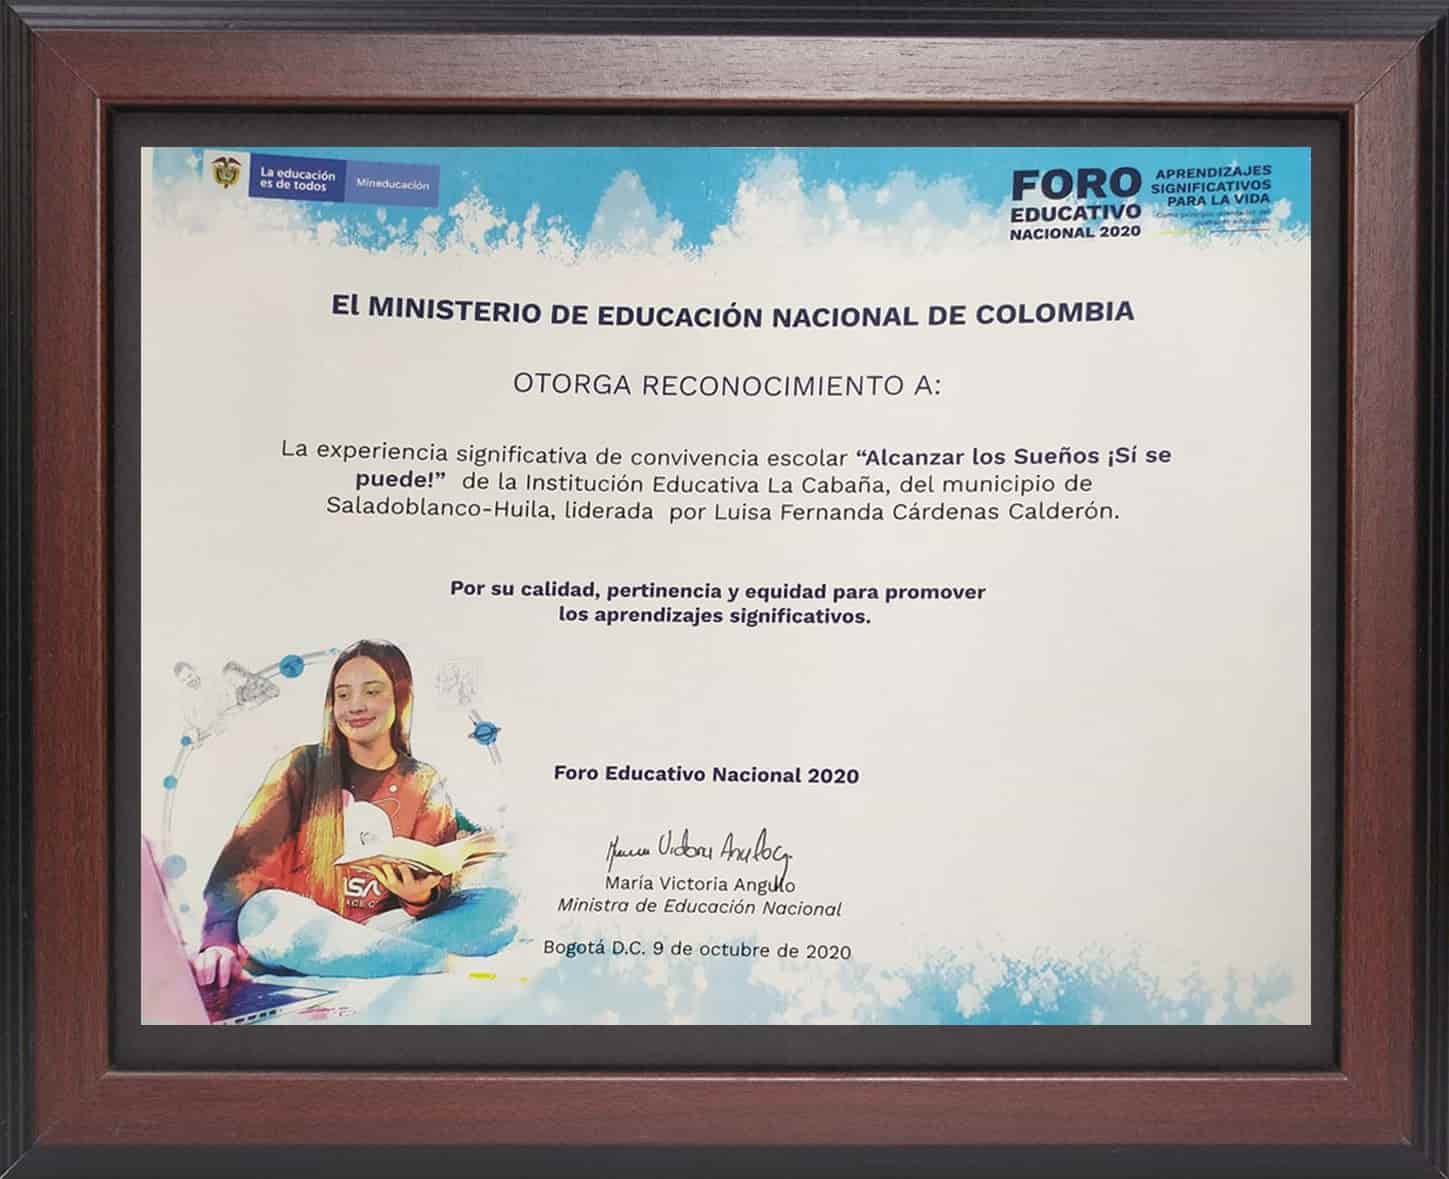 La educación
es de todos
Mineducación
FORO
EDUCATIVO
NACIONAL 2020
APRENDIZAJES
SIGNIFICATIVOS
PARA LA VIDA
El MINISTERIO DE EDUCACIÓN NACIONAL DE COLOMBIA
OTORGA RECONOCIMIENTO A:
La experiencia significativa de convivencia escolar “Alcanzar los Sueños ¡Sí se
puede!” de la Institución Educativa La Cabaña, del municipio de
Saladoblanco-Huila, liderada por Luisa Fernanda Cárdenas Calderón.
Por su calidad, pertinencia y equidad para promover
los aprendizajes significativos.
Foro Educativo Nacional 2020
María Victoria Angulo
Ministra de Educación Nacional
Bogotá D.C. 9 de octubre de 2020